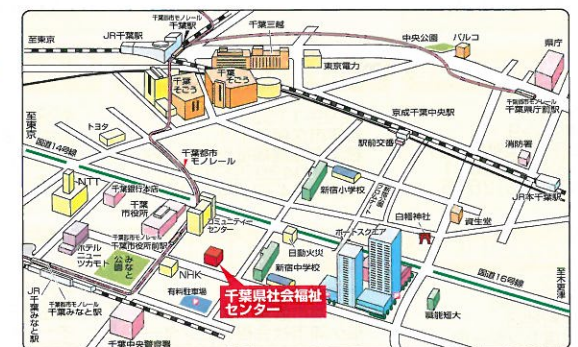 千葉都市モノレール
千葉駅
JR千葉駅
至東京
千葉三越
中央公園
パルコ
県庁
東京電力
千葉
そごう
千葉
そごう
千葉都市モノレール
千葉県庁前駅
至東京
トヨタ
国道14号線
千葉都市
モノレール
京成千葉中央駅
駅前交番
消防署
NTT
千葉銀行本店
新宿小学校
JR本千葉駅
千葉
市役所
コミュニティー
センター
白幡神社
資生堂
ポートスクエア
千葉都市モノレール
千葉市役所前駅
ホテル
ニュー
ツカモト
みなと
公園
日動火災
新宿中学校
NHK
国道16号線
至木更津
有料駐車場
千葉県社会福祉
センター
JR
千葉みなと駅
千葉都市モノレール
千葉みなと駅
職能短大
千葉中央警察署